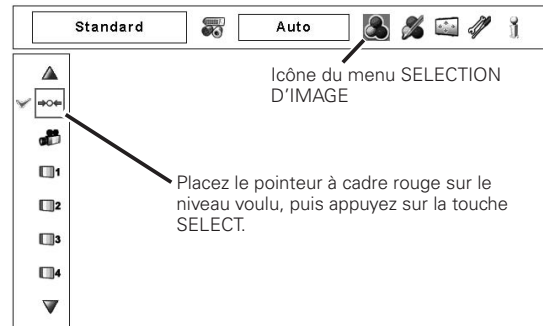 Standard
Auto
Icône du menu SELECTION
D'IMAGE
Placez le pointeur à cadre rouge sur le
niveau voulu, puis appuyez sur la touche
SELECT.
1
2
3
4